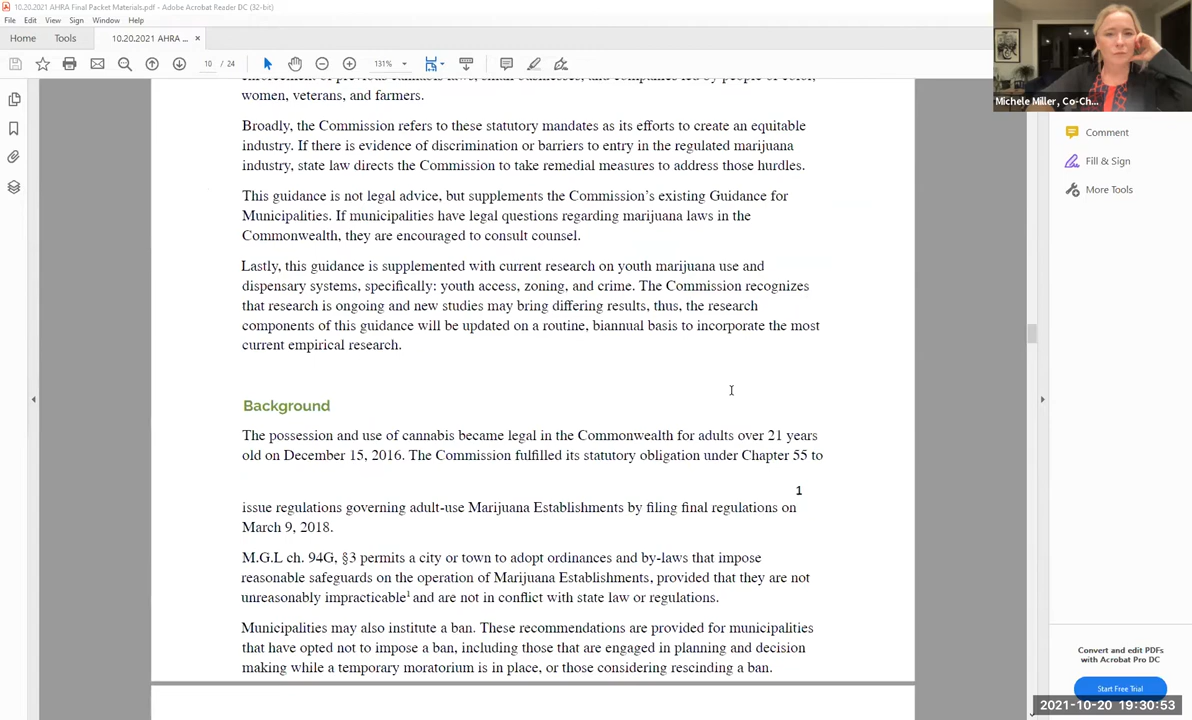 10.20.2021 AHRA Final Packet Materials.pdf - Adobe Acrobat Reader DC (32-bit)
File Edit View Sign Window Help
Home Tools 10.20.2021 AHRA ... ×
10 / 24 131%
enforcement of previous cannabis laws, small businesses, and companies led by people of color,
women, veterans, and farmers.
Broadly, the Commission refers to these statutory mandates as its efforts to create an equitable
industry. If there is evidence of discrimination or barriers to entry in the regulated marijuana
industry, state law directs the Commission to take remedial measures to address those hurdles.
This guidance is not legal advice, but supplements the Commission's existing Guidance for
Municipalities. If municipalities have legal questions regarding marijuana laws in the
Commonwealth, they are encouraged to consult counsel.
Lastly, this guidance is supplemented with current research on youth marijuana use and
dispensary systems, specifically: youth access, zoning, and crime. The Commission recognizes
that research is ongoing and new studies may bring differing results, thus, the research
components of this guidance will be updated on a routine, biannual basis to incorporate the most
current empirical research.
Background
The possession and use of cannabis became legal in the Commonwealth for adults over 21 years
old on December 15, 2016. The Commission fulfilled its statutory obligation under Chapter 55 to
1
issue regulations governing adult-use Marijuana Establishments by filing final regulations on
March 9, 2018.
M.G.L ch. 94G, §3 permits a city or town to adopt ordinances and by-laws that impose
reasonable safeguards on the operation of Marijuana Establishments, provided that they are not
unreasonably impracticable1 and are not in conflict with state law or regulations.
Municipalities may also institute a ban. These recommendations are provided for municipalities
that have opted not to impose a ban, including those that are engaged in planning and decision
making while a temporary moratorium is in place, or those considering rescinding a ban.
Michele Miller, Co-Ch...
Comment
Fill & Sign
More Tools
Convert and edit PDFs
with Acrobat Pro DC
Start Free Trial
2021-10-20 19:30:53